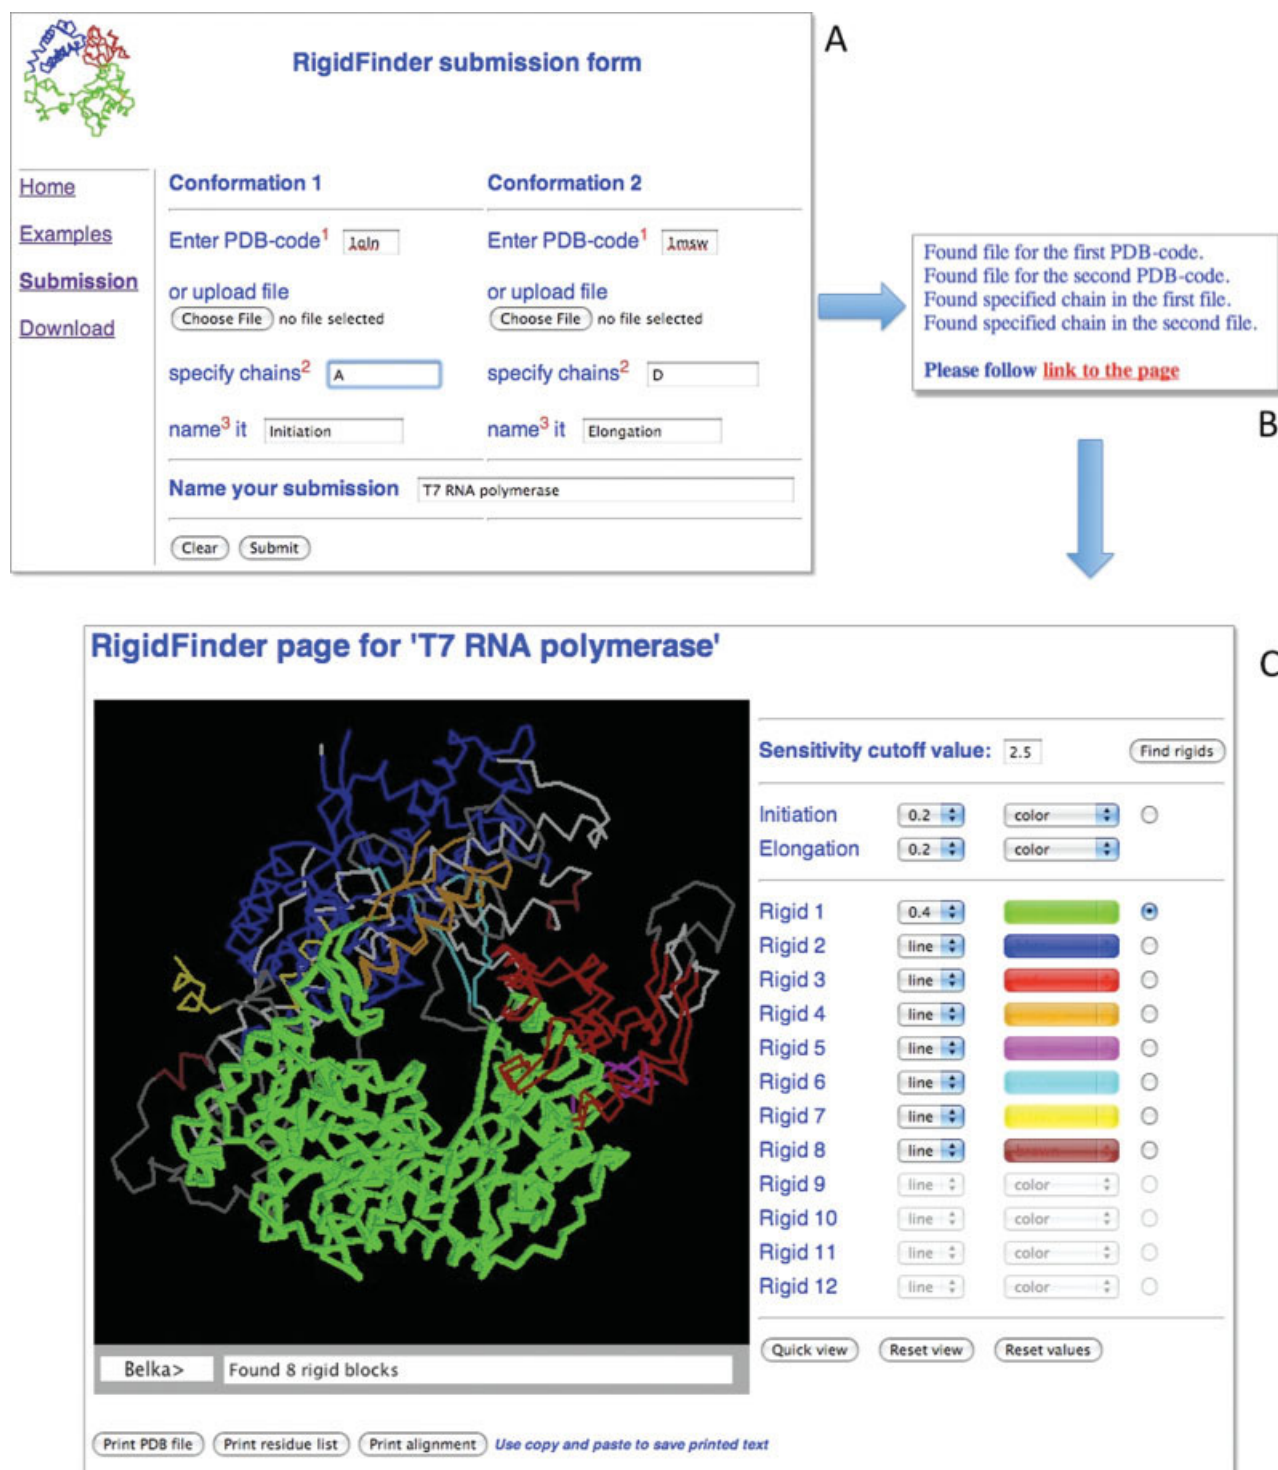 A
RigidFinder submission form
Home
Examples
Submission
Download
Conformation 1
Conformation 2
Enter PDB-code1 1qln
Enter PDB-code1 1msw
or upload file
or upload file
Choose File no file selected
Choose File no file selected
specify chains2 A
specify chains2 D
name3 it Initiation
name3 it Elongation
Name your submission T7 RNA polymerase
Clear Submit
Found file for the first PDB-code.
Found file for the second PDB-code.
Found specified chain in the first file.
Found specified chain in the second file.
Please follow link to the page
B
RigidFinder page for 'T7 RNA polymerase'
C
Sensitivity cutoff value: 2.5 Find rigids
Initiation 0.2 color
Elongation 0.2 color
Rigid 1 0.4
Rigid 2 line
Rigid 3 line
Rigid 4 line
Rigid 5 line
Rigid 6 line
Rigid 7 line
Rigid 8 line brown
Rigid 9 line color
Rigid 10 line color
Rigid 11 line color
Rigid 12 line color
Quick view Reset view Reset values
Belka> Found 8 rigid blocks
Print PDB file Print residue list Print alignment Use copy and paste to save printed text